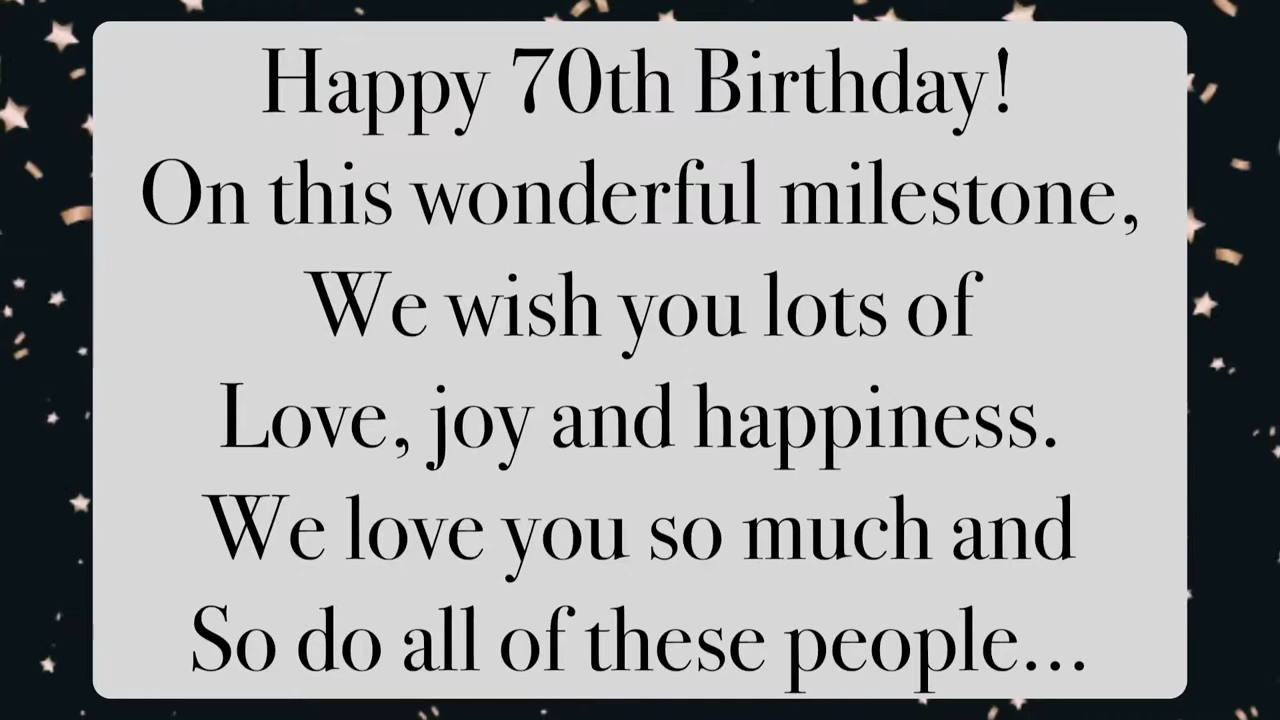 Happy 70th Birthday!
On this wonderful milestone,
We wish you lots of
Love, joy and happiness.
We love you so much and
So do all of these people...